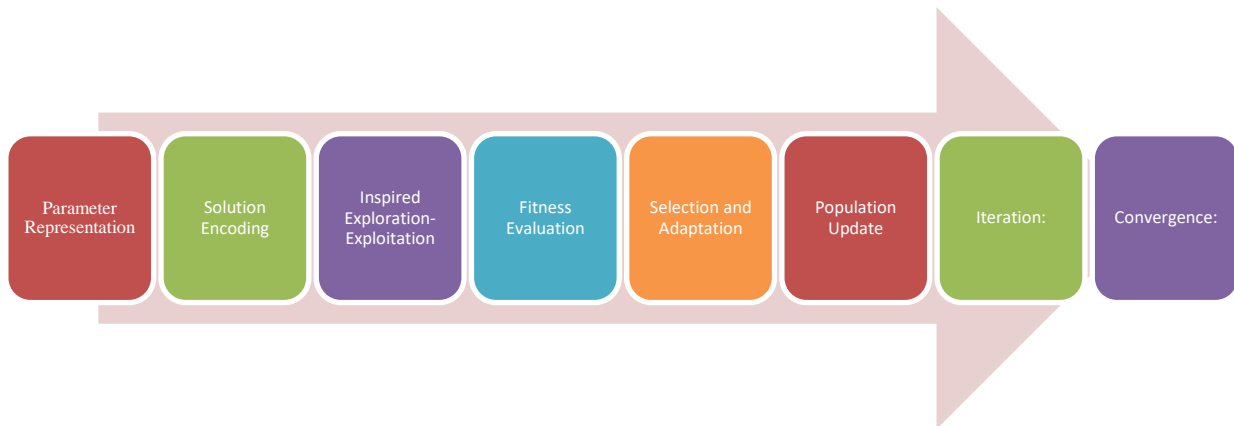 Parameter
Representation
Solution
Encoding
Inspired
Exploration-
Exploitation
Fitness
Evaluation
Selection and
Adaptation
Population
Update
Iteration:
Convergence: